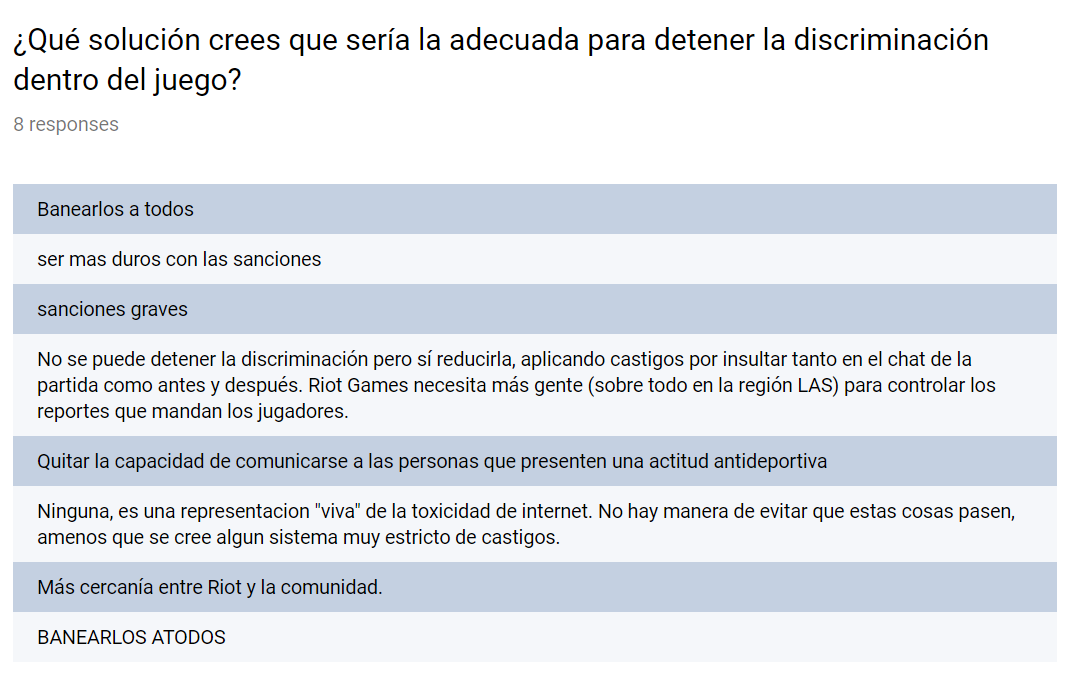 ¿Qué solución crees que sería la adecuada para detener la discriminación
dentro del juego?
8 responses
Banearlos a todos
ser mas duros con las sanciones
sanciones graves
No se puede detener la discriminación pero sí reducirla, aplicando castigos por insultar tanto en el chat de la
partida como antes y después. Riot Games necesita más gente (sobre todo en la región LAS) para controlar los
reportes que mandan los jugadores.
Quitar la capacidad de comunicarse a las personas que presenten una actitud antideportiva
Ninguna, es una representacion "viva" de la toxicidad de internet. No hay manera de evitar que estas cosas pasen,
amenos que se cree algun sistema muy estricto de castigos.
Más cercanía entre Riot y la comunidad.
BANEARLOS ATODOS